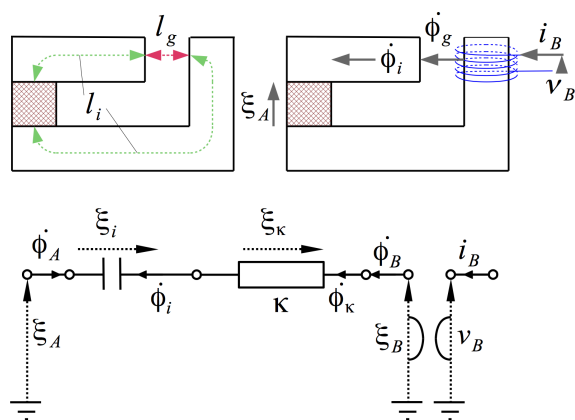 l_g
l_i
ξ_A
ϕ̇_i
ϕ̇_g
i_B
ν_B
ϕ̇_A
ξ_i
ξ_κ
ϕ̇_B
i_B
ϕ̇_i
κ
ϕ̇_κ
ξ_A
ξ_B
ν_B